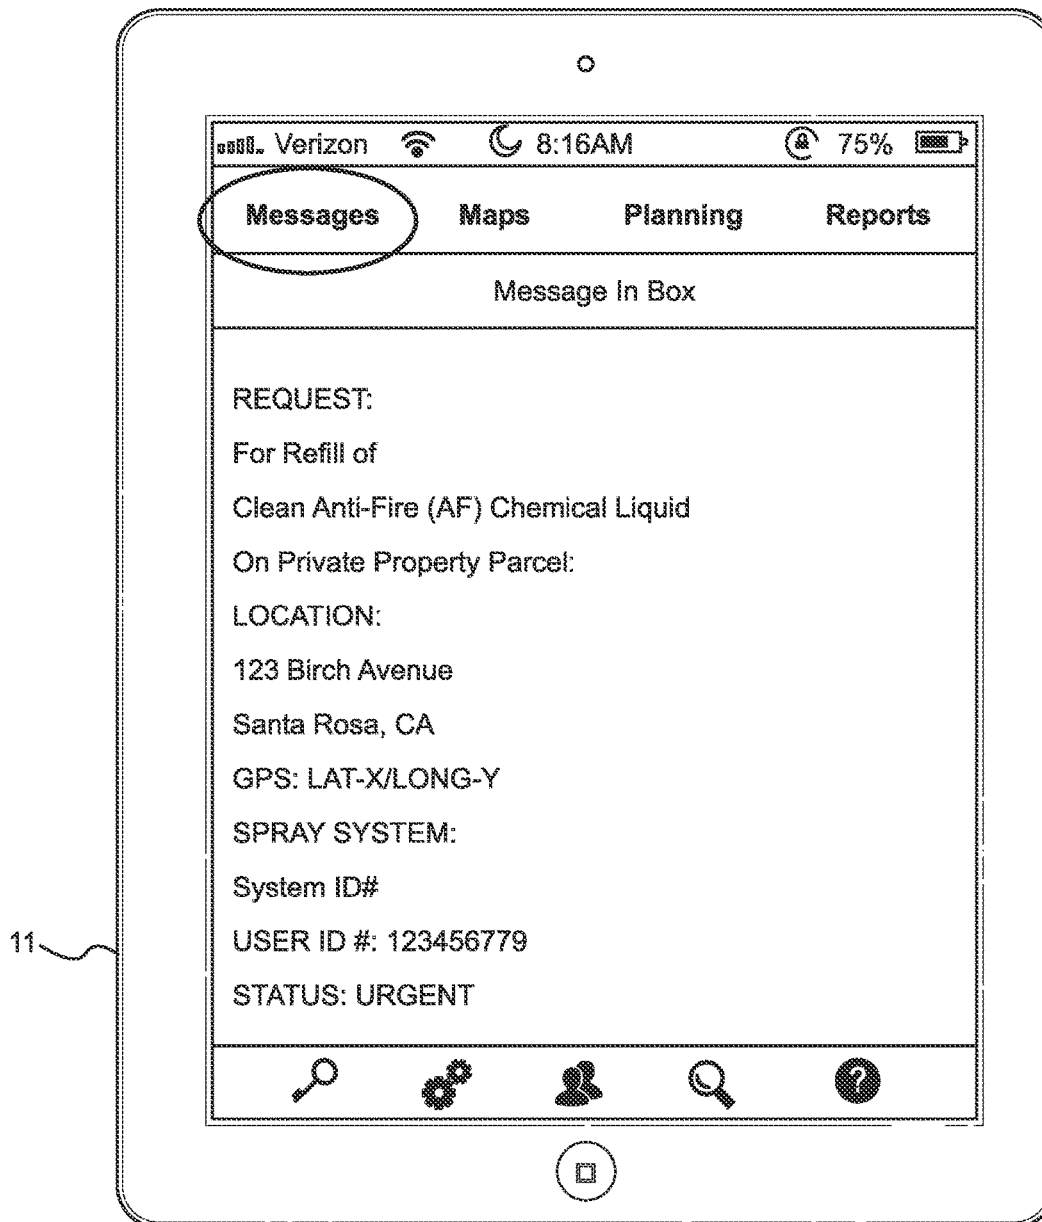 Verizon 8:16AM 75%
Messages Maps Planning Reports
Message In Box
REQUEST:
For Refill of
Clean Anti-Fire (AF) Chemical Liquid
On Private Property Parcel:
LOCATION:
123 Birch Avenue
Santa Rosa, CA
GPS: LAT-X/LONG-Y
SPRAY SYSTEM:
System ID#
11
USER ID #: 123456779
STATUS: URGENT
?